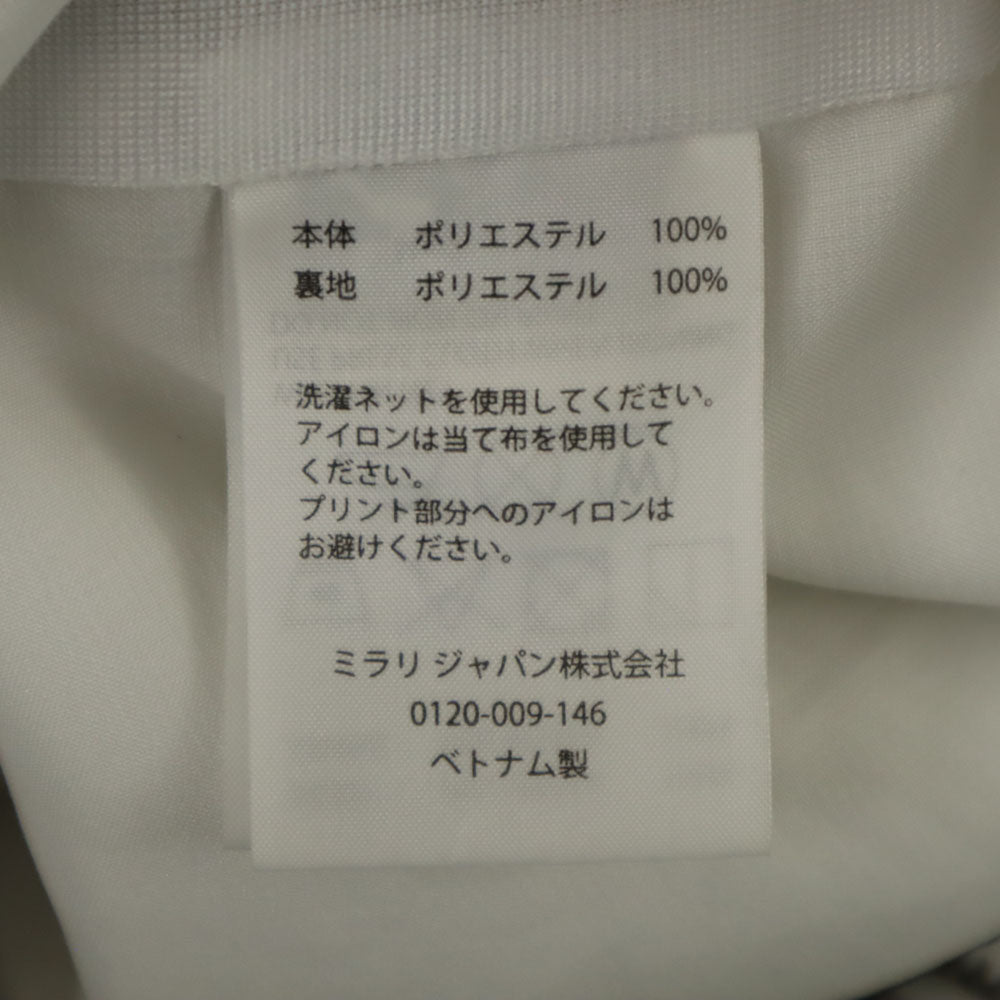 本体 ポリエステル 100%
裏地 ポリエステル 100%
洗濯ネットを使用してください。
アイロンは当て布を使用して
ください。
プリント部分へのアイロンは
お避けください。
ミラリ ジャパン株式会社
0120-009-146
ベトナム製